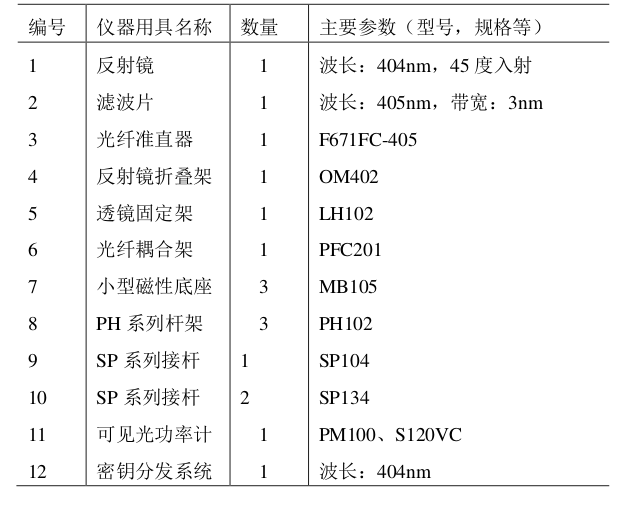 编号 仪器用具名称 数量 主要参数（型号，规格等）
1 反射镜 1 波长：404nm，45 度入射
2 滤波片 1 波长：405nm，带宽：3nm
3 光纤准直器 1 F671FC-405
4 反射镜折叠架 1 OM402
5 透镜固定架 1 LH102
6 光纤耦合架 1 PFC201
7 小型磁性底座 3 MB105
8 PH 系列杆架 3 PH102
9 SP 系列接杆 1 SP104
10 SP 系列接杆 2 SP134
11 可见光功率计 1 PM100、S120VC
12 密钥分发系统 1 波长：404nm